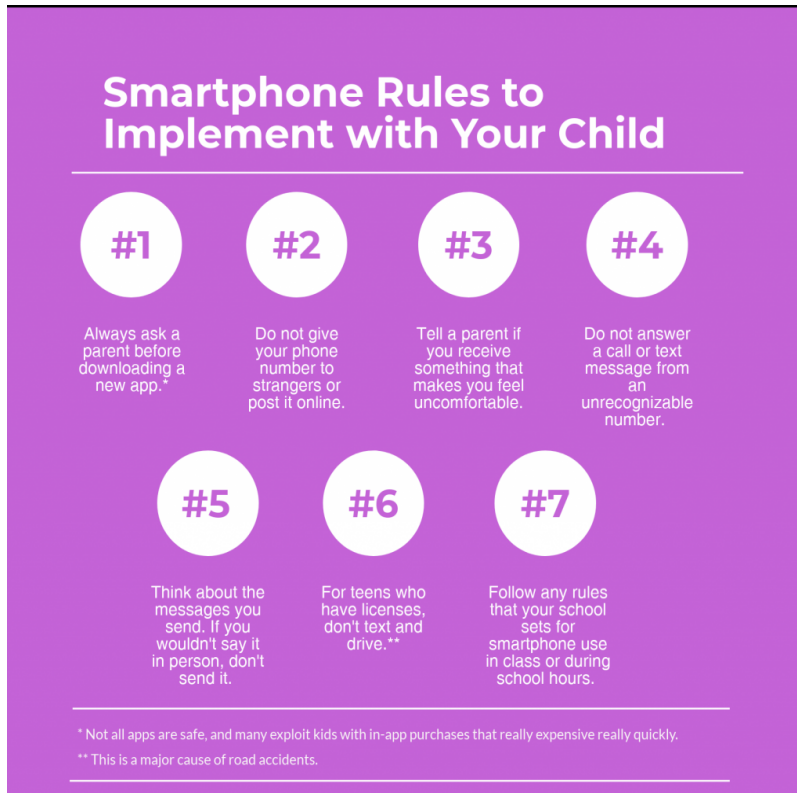 Smartphone Rules to
Implement with Your Child
#1
#2
#3
#4
Always ask a
parent before
downloading a
new app.*
Do not give
your phone
number to
strangers or
post it online.
Tell a parent if
you receive
something that
makes you feel
uncomfortable.
Do not answer
a call or text
message from
an
unrecognizable
number.
#5
#6
#7
Think about the
messages you
send. If you
wouldn't say it
in person, don't
send it.
For teens who
have licenses,
don't text and
drive.**
Follow any rules
that your school
sets for
smartphone use
in class or during
school hours.
* Not all apps are safe, and many exploit kids with in-app purchases that really expensive really quickly.
** This is a major cause of road accidents.